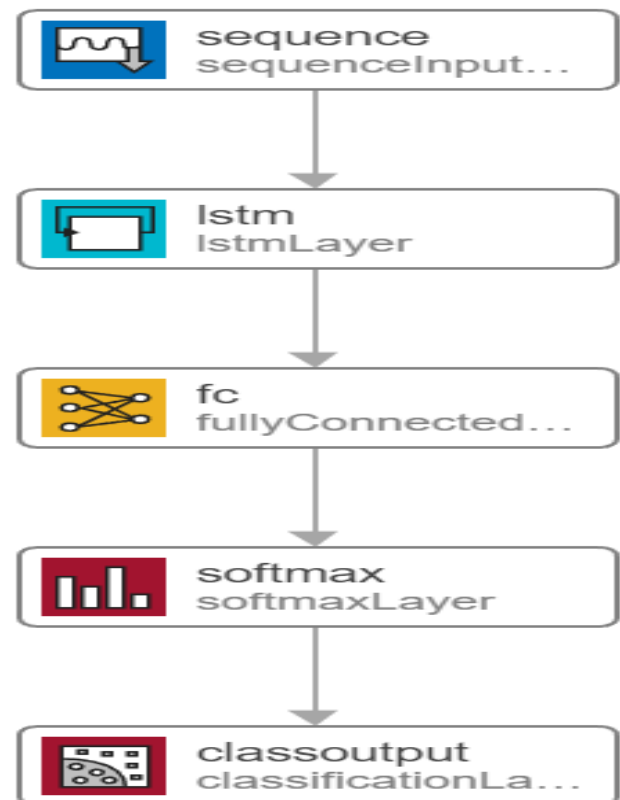 sequence
sequenceInput...
lstm
lstmLayer
fc
fullyConnected...
softmax
softmaxLayer
classoutput
classificationLa...